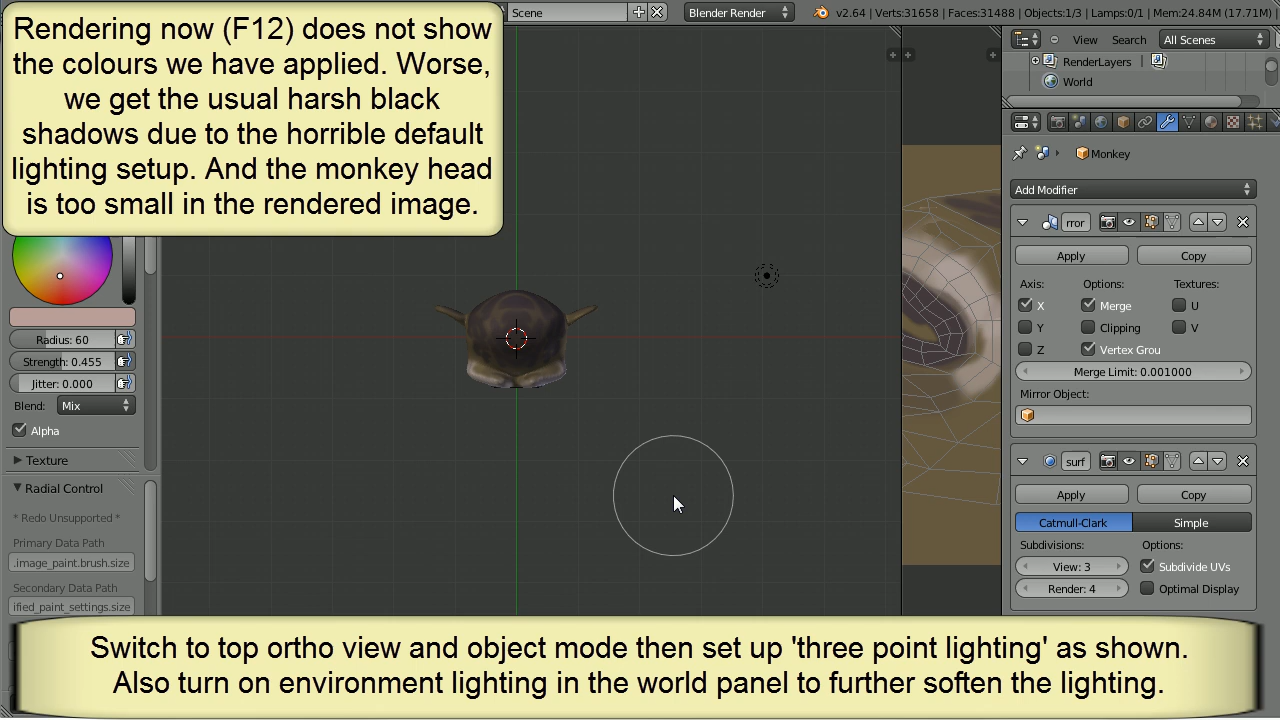 Rendering now (F12) does not show
the colours we have applied. Worse,
we get the usual harsh black
shadows due to the horrible default
lighting setup. And the monkey head
is too small in the rendered image.
Scene
Blender Render
v2.64 | Verts:31658 | Faces:31488 | Objects:1/3 | Lamps:0/1 | Mem:24.84M (17.71M) |
View Search All Scenes
RenderLayers
World
Monkey
Add Modifier
rror
Apply Copy
Axis: Options: Textures:
X Merge U
Y Clipping V
Z Vertex Grou
Merge Limit: 0.001000
Mirror Object:
surf
Apply Copy
Catmull-Clark Simple
Subdivisions: Options:
View: 3 Subdivide UVs
Render: 4 Optimal Display
Radius: 60
Strength: 0.455
Jitter: 0.000
Blend: Mix
Alpha
Texture
Radial Control
* Redo Unsupported *
Primary Data Path
.image_paint.brush.size
Secondary Data Path
ified_paint_settings.size
Switch to top ortho view and object mode then set up 'three point lighting' as shown.
Also turn on environment lighting in the world panel to further soften the lighting.